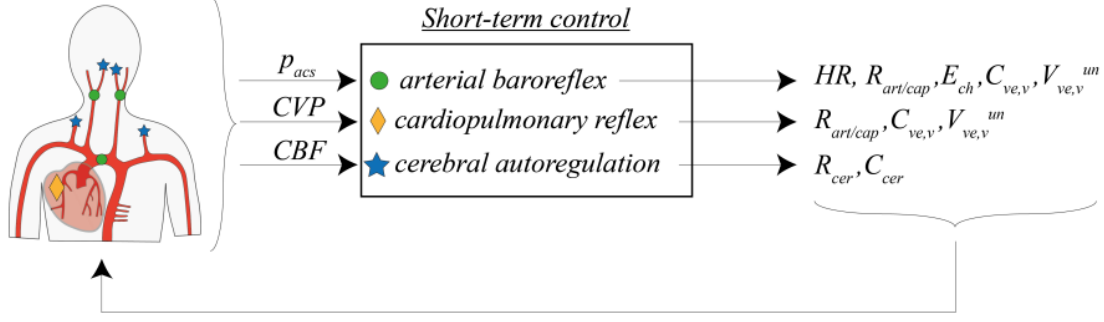 Short-term control
p_acs arterial baroreflex HR, R_art/cap, E_ch, C_ve,v, V_ve,v^un
CVP cardiopulmonary reflex R_art/cap, C_ve,v, V_ve,v^un
CBF cerebral autoregulation R_cer, C_cer